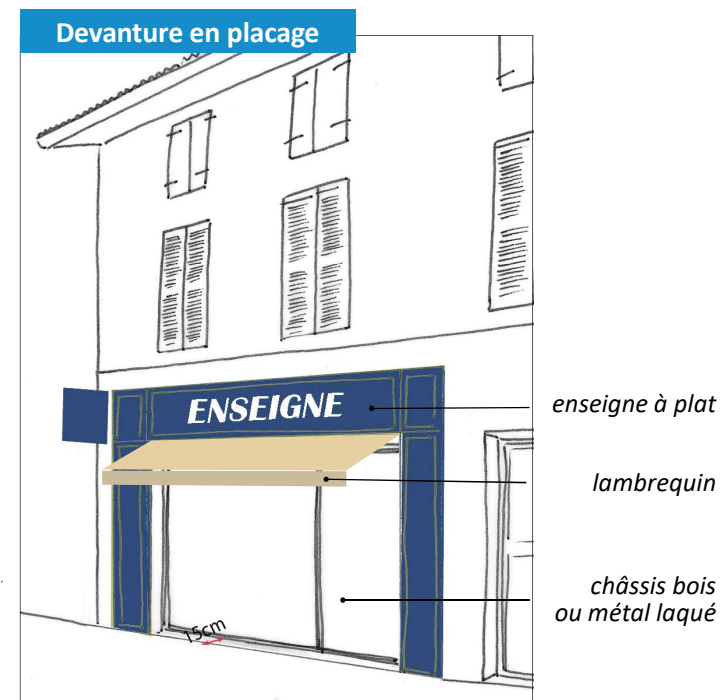 Devanture en placage
ENSEIGNE
enseigne à plat
lambrequin
châssis bois
ou métal laqué
15cm